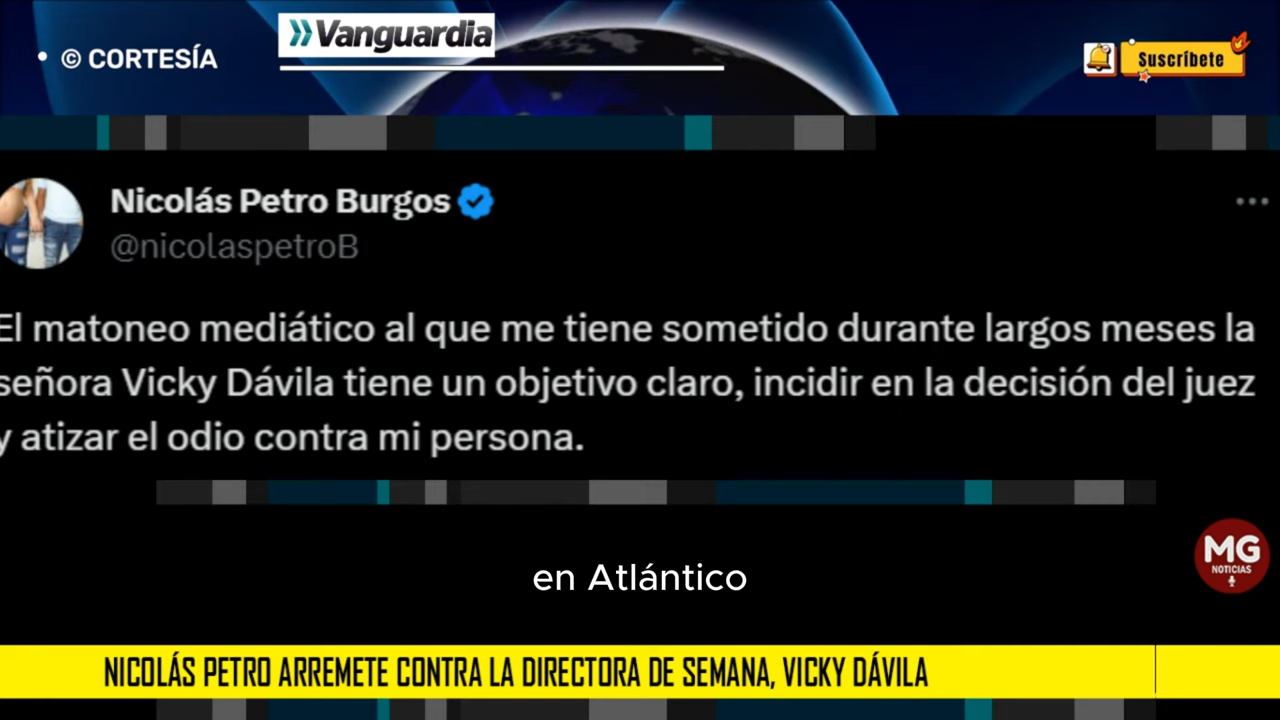 © CORTESÍA
Vanguardia
Suscríbete
Nicolás Petro Burgos
@nicolaspetroB
El matoneo mediático al que me tiene sometido durante largos meses la
señora Vicky Dávila tiene un objetivo claro, incidir en la decisión del juez
y atizar el odio contra mi persona.
MG
NOTICIAS
en Atlántico
NICOLÁS PETRO ARREMETE CONTRA LA DIRECTORA DE SEMANA, VICKY DÁVILA